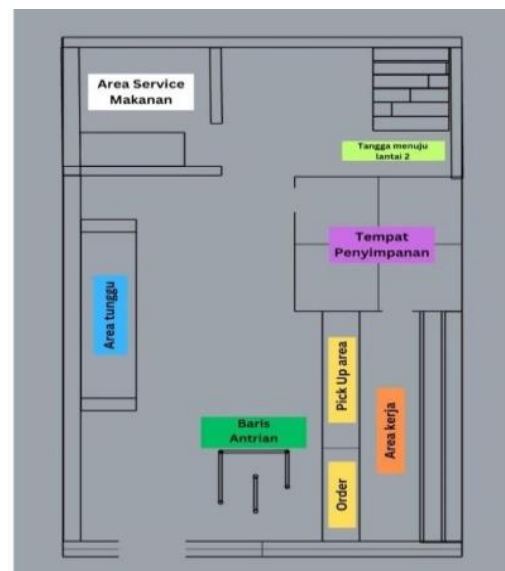 Area Service
Makanan
Tangga menuju
lantai 2
Tempat
Penyimpanan
Area tunggu
Pick Up area
Area kerja
Baris
Antrian
Order